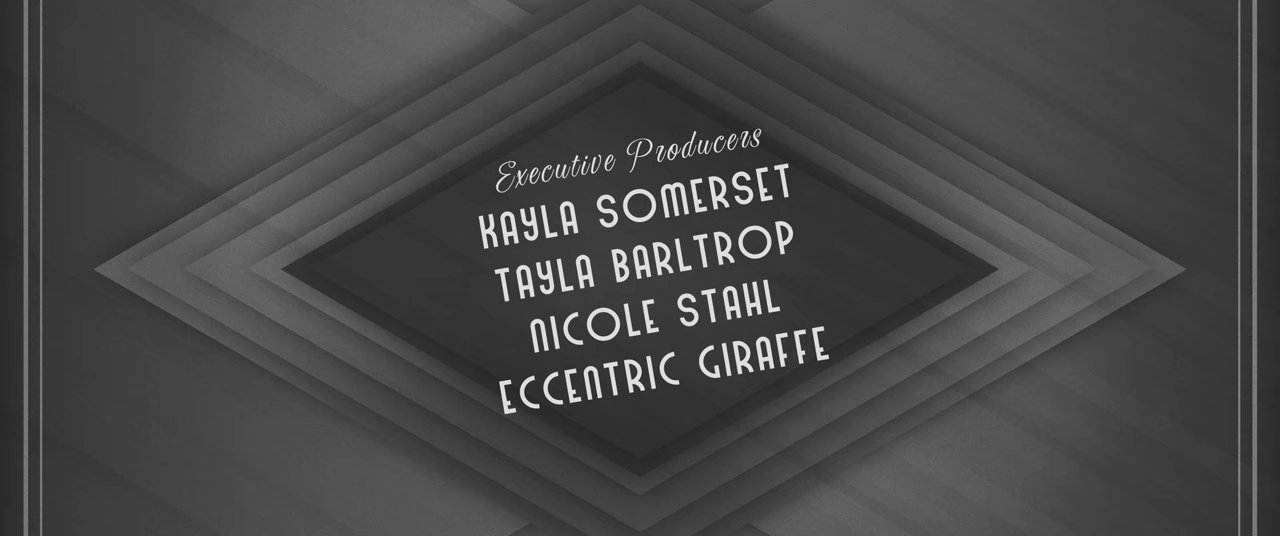 Executive Producers
KAYLA SOMERSET
TAYLA BARLTROP
NICOLE STAHL
ECCENTRIC GIRAFFE